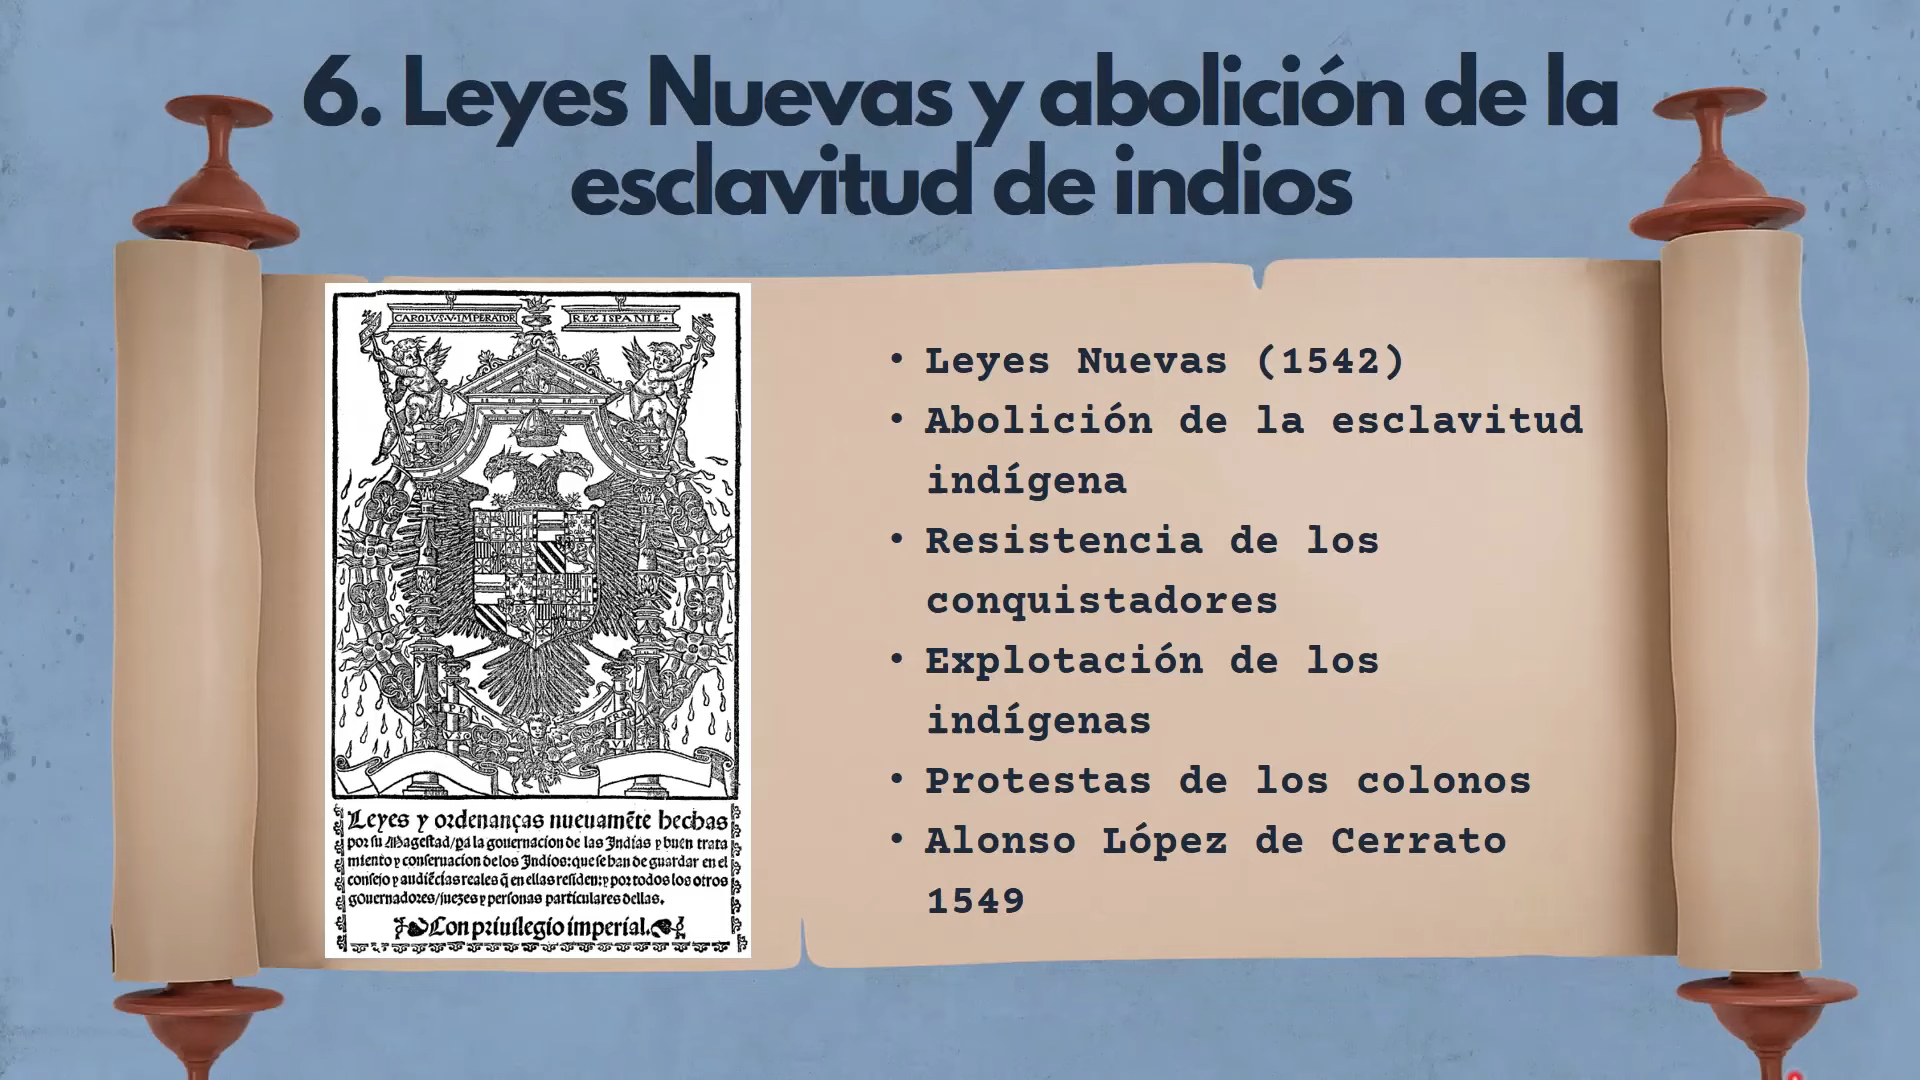 6. Leyes Nuevas y abolición de la
esclavitud de indios
CAROLVS·V·IMPERATOR
REX ISPANIE·
PL
VS
Leyes y ordenanças nueuamẽte hechas
por su Magestad/pa la gouernacion de las Indias y buen trata
miento y conseruacion de los Indios: que se han de guardar en el
consejo y audiẽcias reales q̃ en ellas residen: y por todos los otros
gouernadores/juezes y personas particulares dellas.
Con priuilegio imperial.
• Leyes Nuevas (1542)
• Abolición de la esclavitud
indígena
• Resistencia de los
conquistadores
• Explotación de los
indígenas
• Protestas de los colonos
• Alonso López de Cerrato
1549